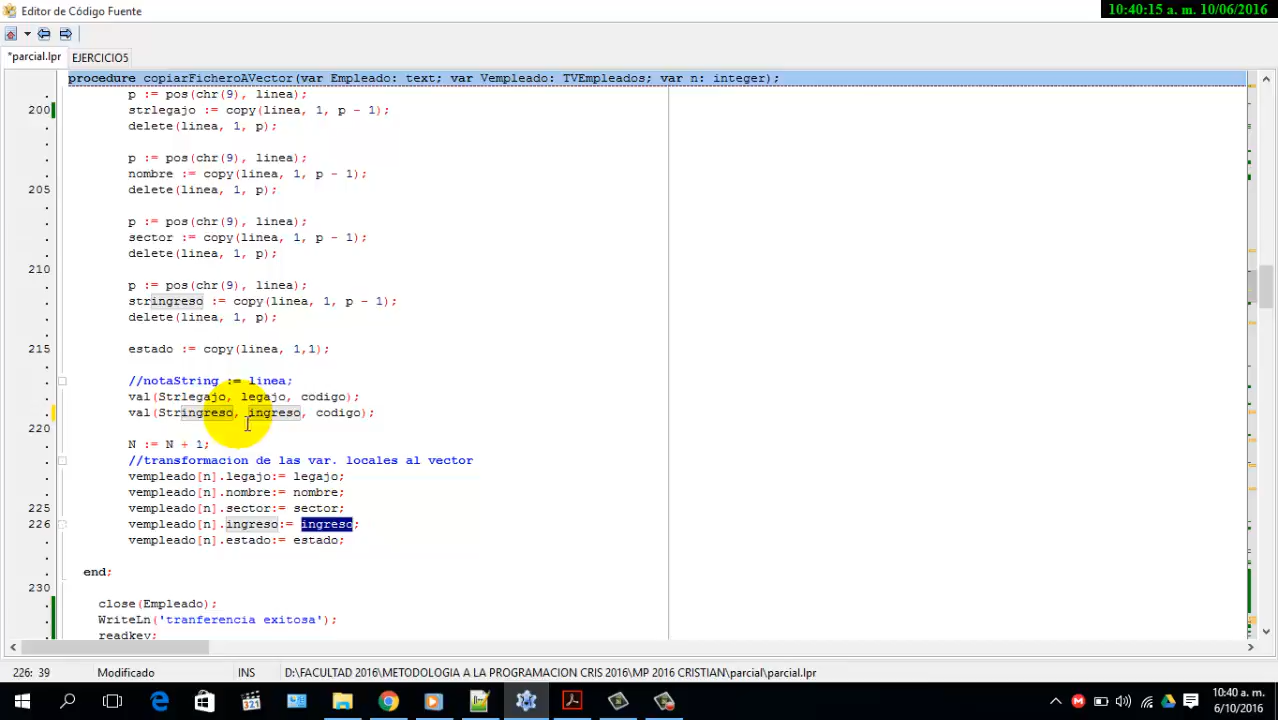 Editor de Código Fuente
10:40:15 a. m. 10/06/2016
*parcial.lpr EJERCICIO5
procedure copiarFicheroAVector(var Empleado: text; var Vempleado: TVEmpleados; var n: integer);
. p := pos(chr(9), linea);
200 strlegajo := copy(linea, 1, p - 1);
. delete(linea, 1, p);
.
. p := pos(chr(9), linea);
. nombre := copy(linea, 1, p - 1);
205 delete(linea, 1, p);
.
. p := pos(chr(9), linea);
. sector := copy(linea, 1, p - 1);
. delete(linea, 1, p);
210
. p := pos(chr(9), linea);
. stringreso := copy(linea, 1, p - 1);
. delete(linea, 1, p);
.
215 estado := copy(linea, 1,1);
.
. //notaString := linea;
. val(Strlegajo, legajo, codigo);
. val(Stringreso, ingreso, codigo);
220
. N := N + 1;
. //transformacion de las var. locales al vector
. vempleado[n].legajo:= legajo;
. vempleado[n].nombre:= nombre;
225 vempleado[n].sector:= sector;
226 vempleado[n].ingreso:= ingreso;
. vempleado[n].estado:= estado;
.
. end;
230
. close(Empleado);
. WriteLn('tranferencia exitosa');
. readkey;
226: 39 Modificado INS D:\FACULTAD 2016\METODOLOGIA A LA PROGRAMACION CRIS 2016\MP 2016 CRISTIAN\parcial\parcial.lpr
321
10:40 a. m.
6/10/2016